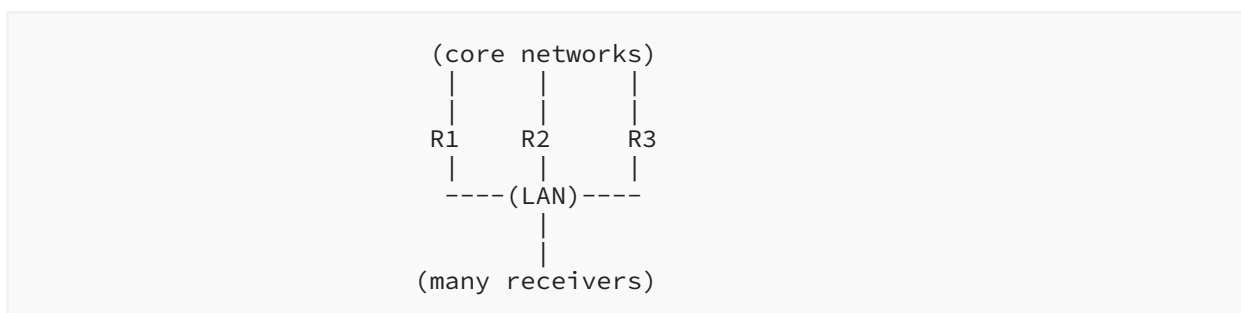 (core networks)
|     |     |
|     |     |
R1    R2     R3
|     |     |
----(LAN)----
|
|
(many receivers)